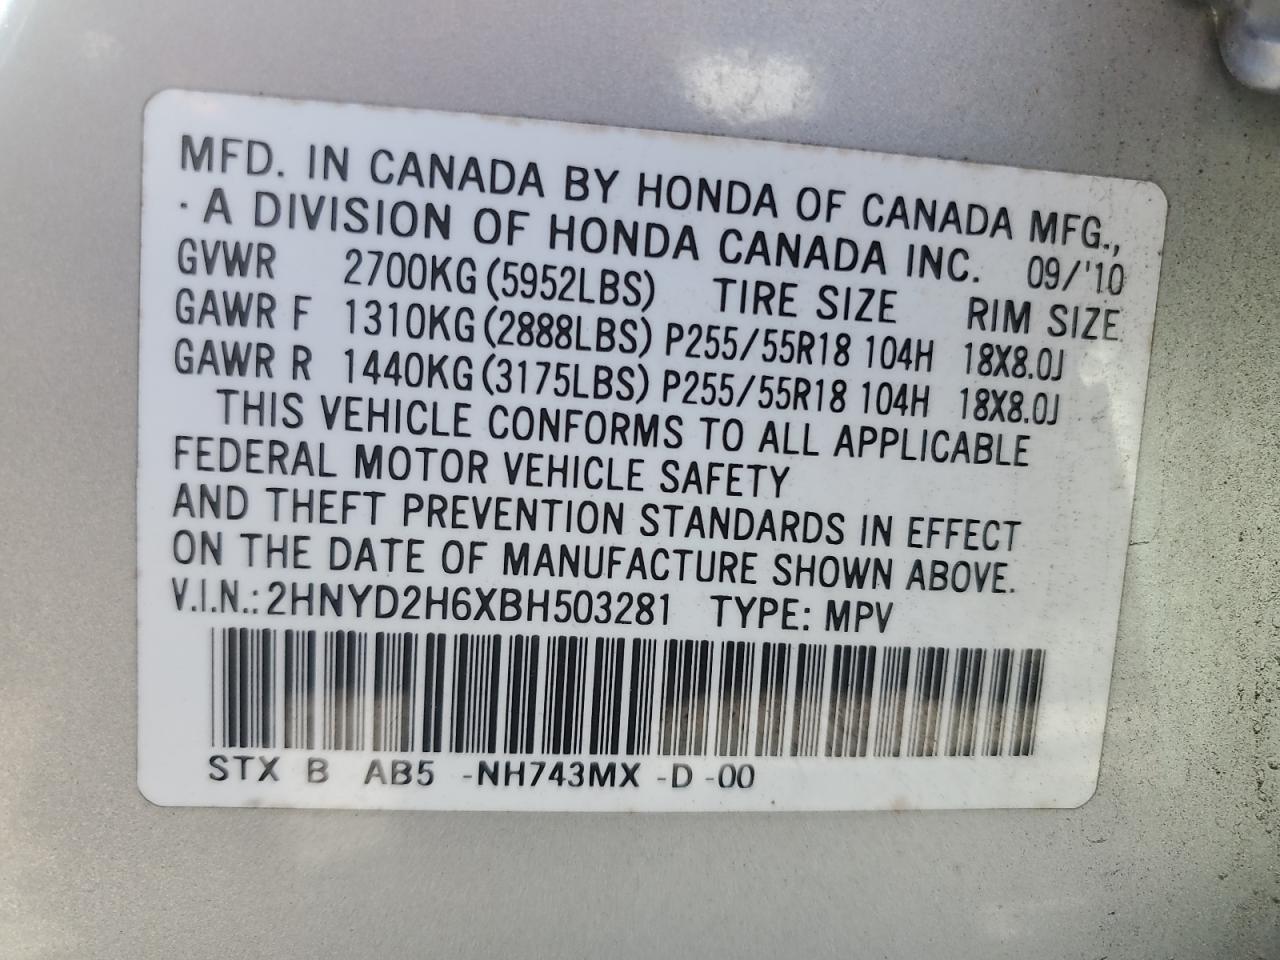 MFD. IN CANADA BY HONDA OF CANADA MFG.,
· A DIVISION OF HONDA CANADA INC. 09/'10
GVWR 2700KG (5952LBS) TIRE SIZE RIM SIZE
GAWR F 1310KG (2888LBS) P255/55R18 104H 18X8.0J
GAWR R 1440KG (3175LBS) P255/55R18 104H 18X8.0J
THIS VEHICLE CONFORMS TO ALL APPLICABLE
FEDERAL MOTOR VEHICLE SAFETY
AND THEFT PREVENTION STANDARDS IN EFFECT
ON THE DATE OF MANUFACTURE SHOWN ABOVE.
V.I.N.: 2HNYD2H6XBH503281 TYPE: MPV
STX B AB5 -NH743MX -D -00